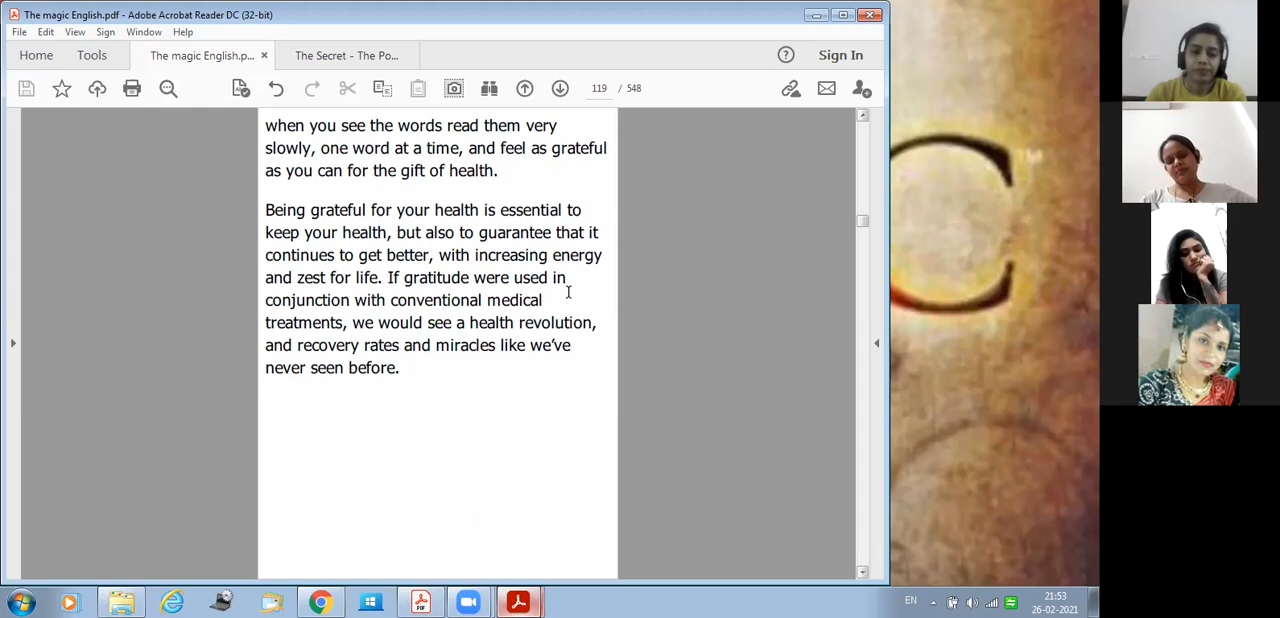 The magic English.pdf - Adobe Acrobat Reader DC (32-bit)
File Edit View Sign Window Help
Home Tools The magic English.p... × The Secret - The Po... Sign In
119 / 548
when you see the words read them very
slowly, one word at a time, and feel as grateful
as you can for the gift of health.
Being grateful for your health is essential to
keep your health, but also to guarantee that it
continues to get better, with increasing energy
and zest for life. If gratitude were used in
conjunction with conventional medical
treatments, we would see a health revolution,
and recovery rates and miracles like we’ve
never seen before.
C
TM
EN
21:53
26-02-2021